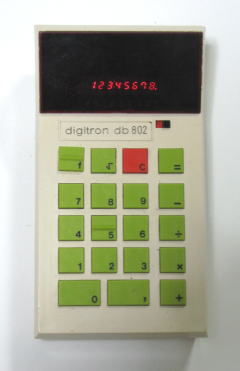 12345678.
digitron db 802
f √ c =
7 8 9 −
4 5 6 ÷
1 2 3 ×
0 , +